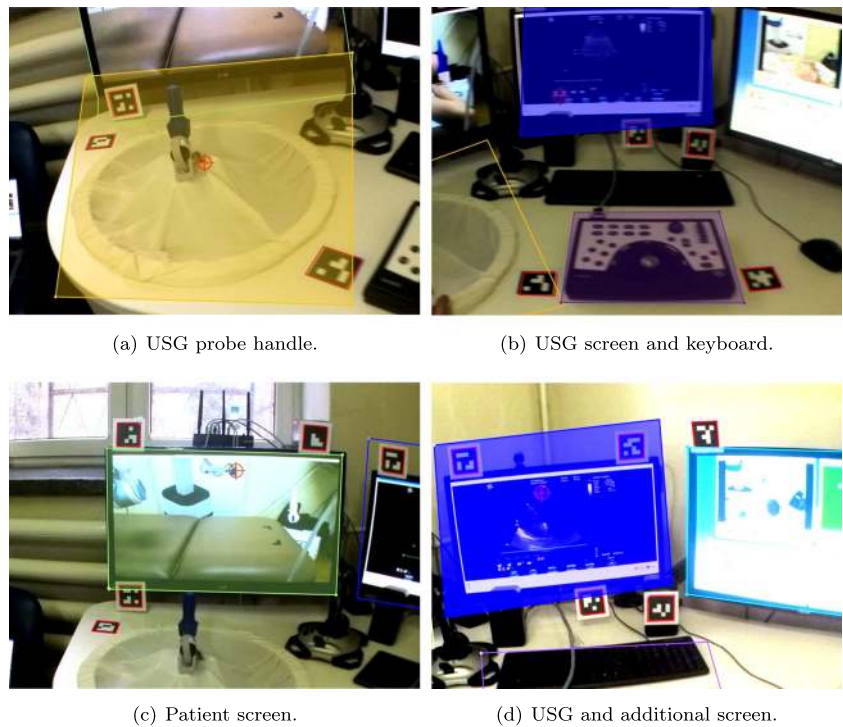 (a) USG probe handle.
(b) USG screen and keyboard.
(c) Patient screen.
(d) USG and additional screen.